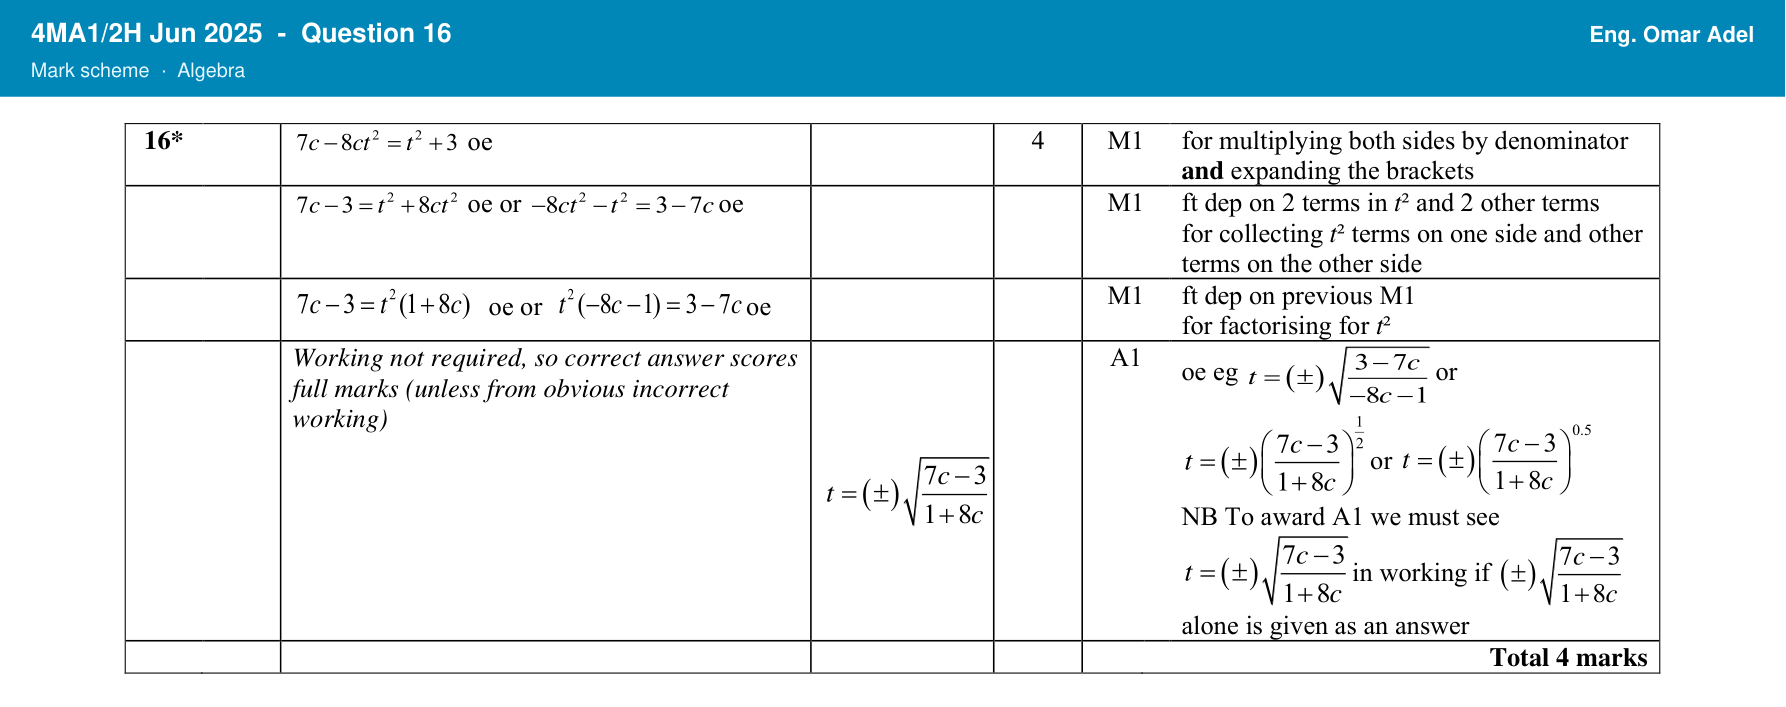 4MA1/2H Jun 2025 - Question 16
Eng. Omar Adel
Mark scheme · Algebra
16*
7c − 8ct² = t² + 3 oe
4
M1
for multiplying both sides by denominator
and expanding the brackets
7c − 3 = t² + 8ct² oe or −8ct² − t² = 3 − 7c oe
M1
ft dep on 2 terms in t² and 2 other terms
for collecting t² terms on one side and other
terms on the other side
7c − 3 = t²(1 + 8c) oe or t²(−8c − 1) = 3 − 7c oe
M1
ft dep on previous M1
for factorising for t²
Working not required, so correct answer scores
full marks (unless from obvious incorrect
working)
t = (±)√((7c − 3)/(1 + 8c))
A1
oe eg t = (±)√((3 − 7c)/(−8c − 1)) or
t = (±)((7c − 3)/(1 + 8c))^(1/2) or t = (±)((7c − 3)/(1 + 8c))^0.5
NB To award A1 we must see
t = (±)√((7c − 3)/(1 + 8c)) in working if (±)√((7c − 3)/(1 + 8c))
alone is given as an answer
Total 4 marks